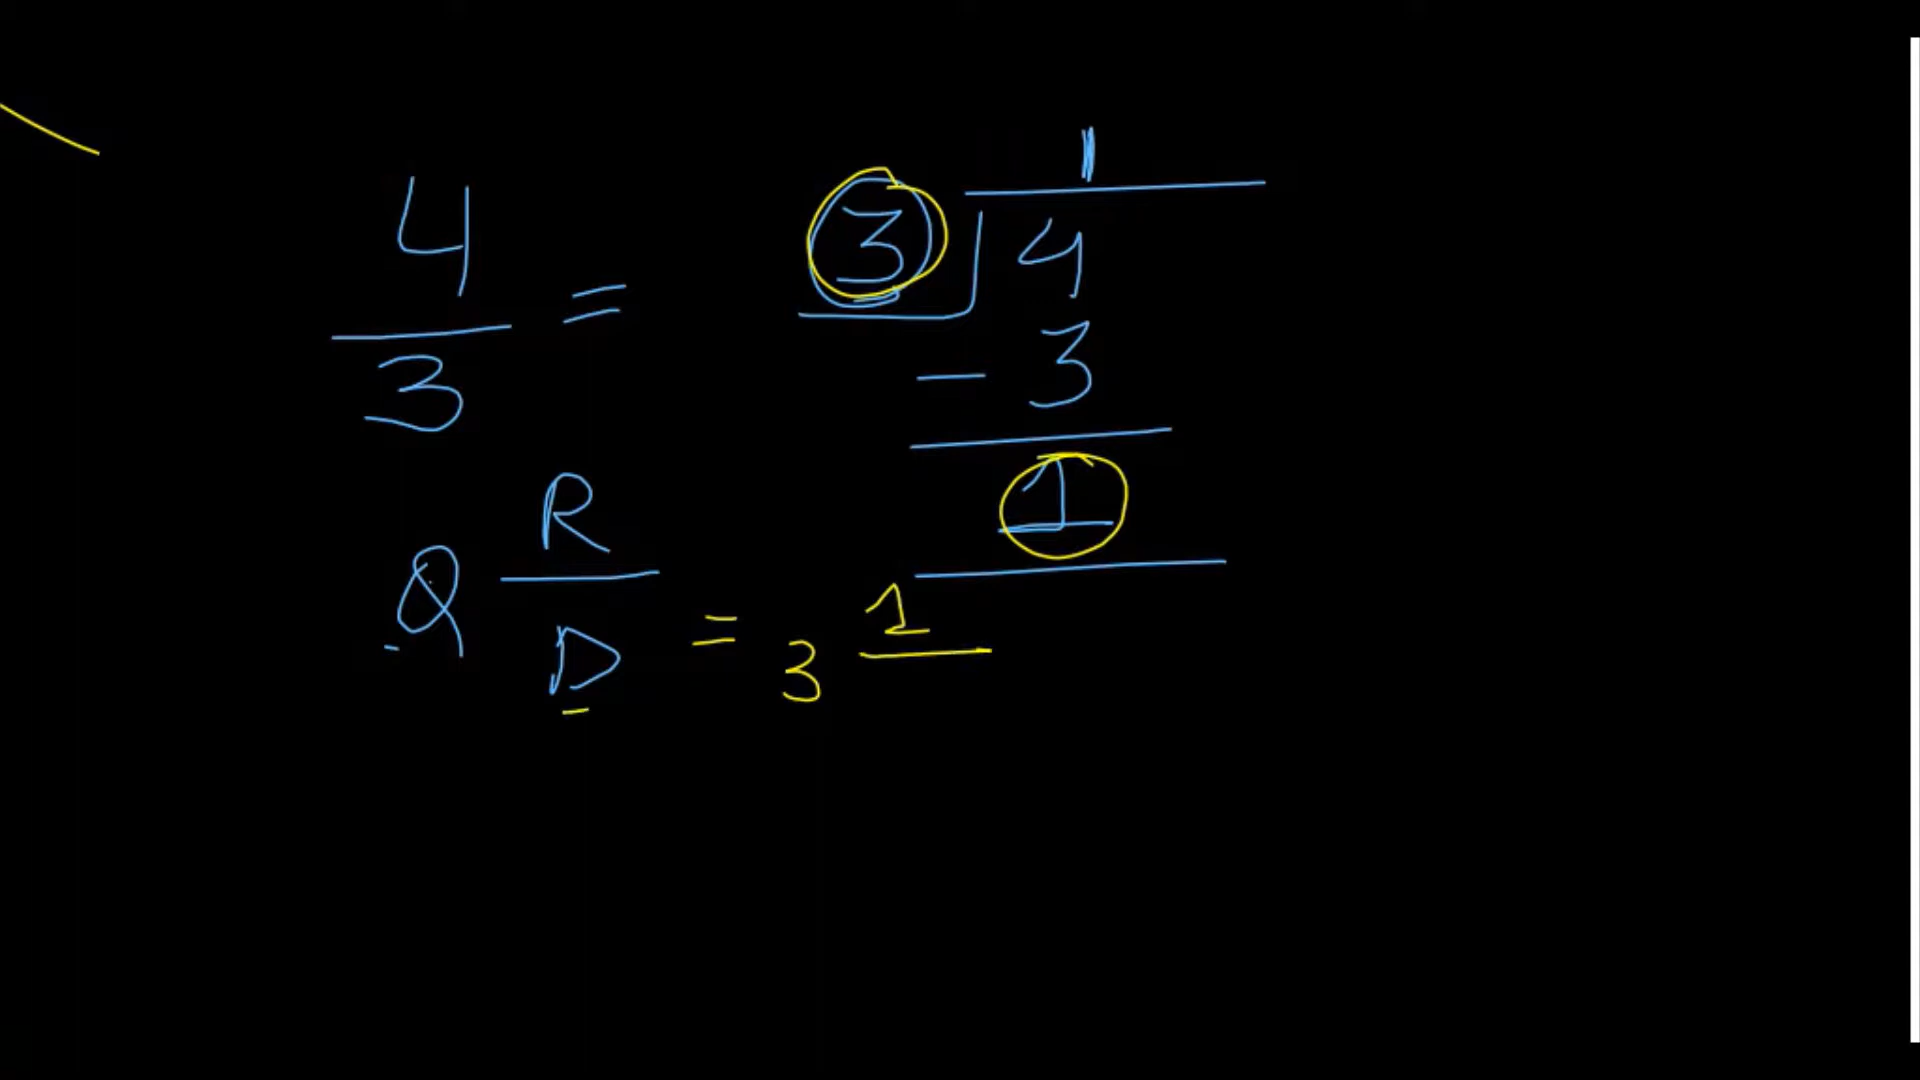 1
4/3 = 3 ) 4
- 3
1
Q R/D = 3 1/